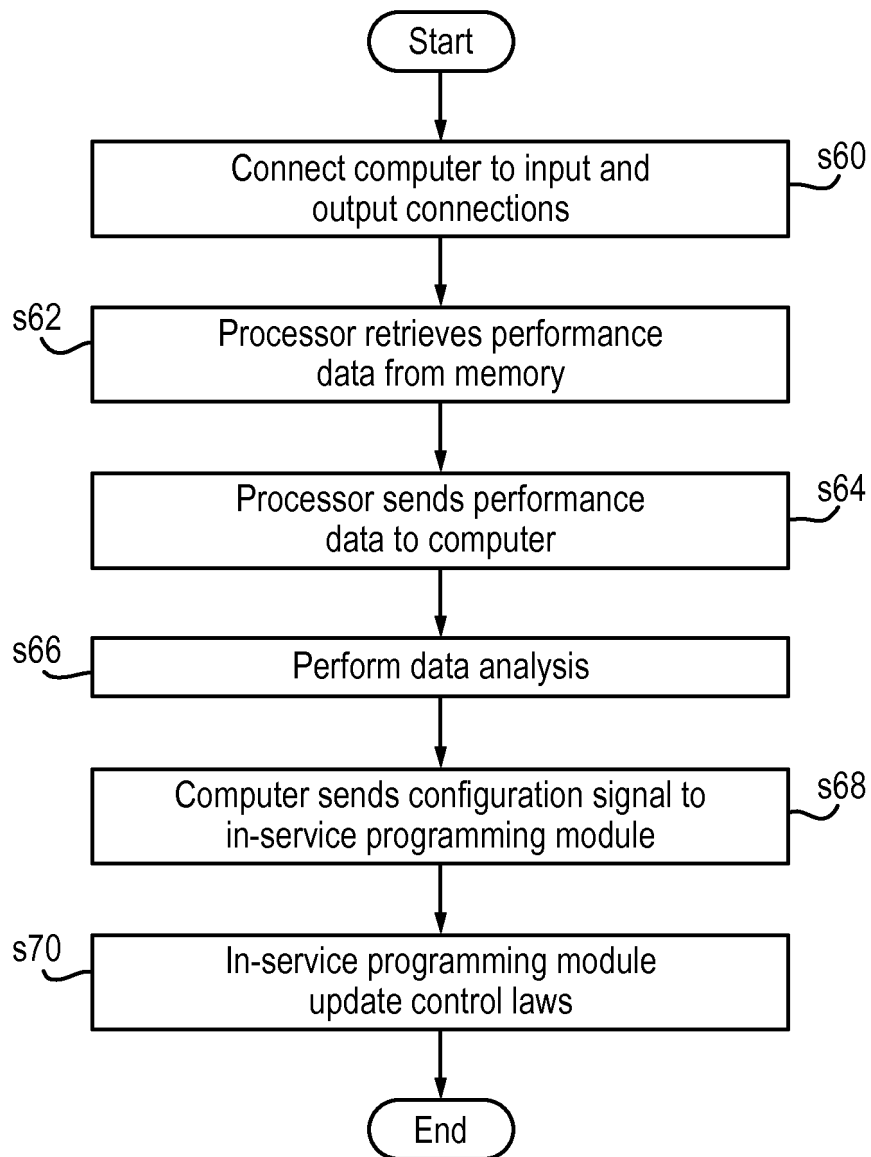 Start
Connect computer to input and
output connections
s60
s62
Processor retrieves performance
data from memory
Processor sends performance
data to computer
s64
s66
Perform data analysis
Computer sends configuration signal to
in-service programming module
s68
s70
In-service programming module
update control laws
End